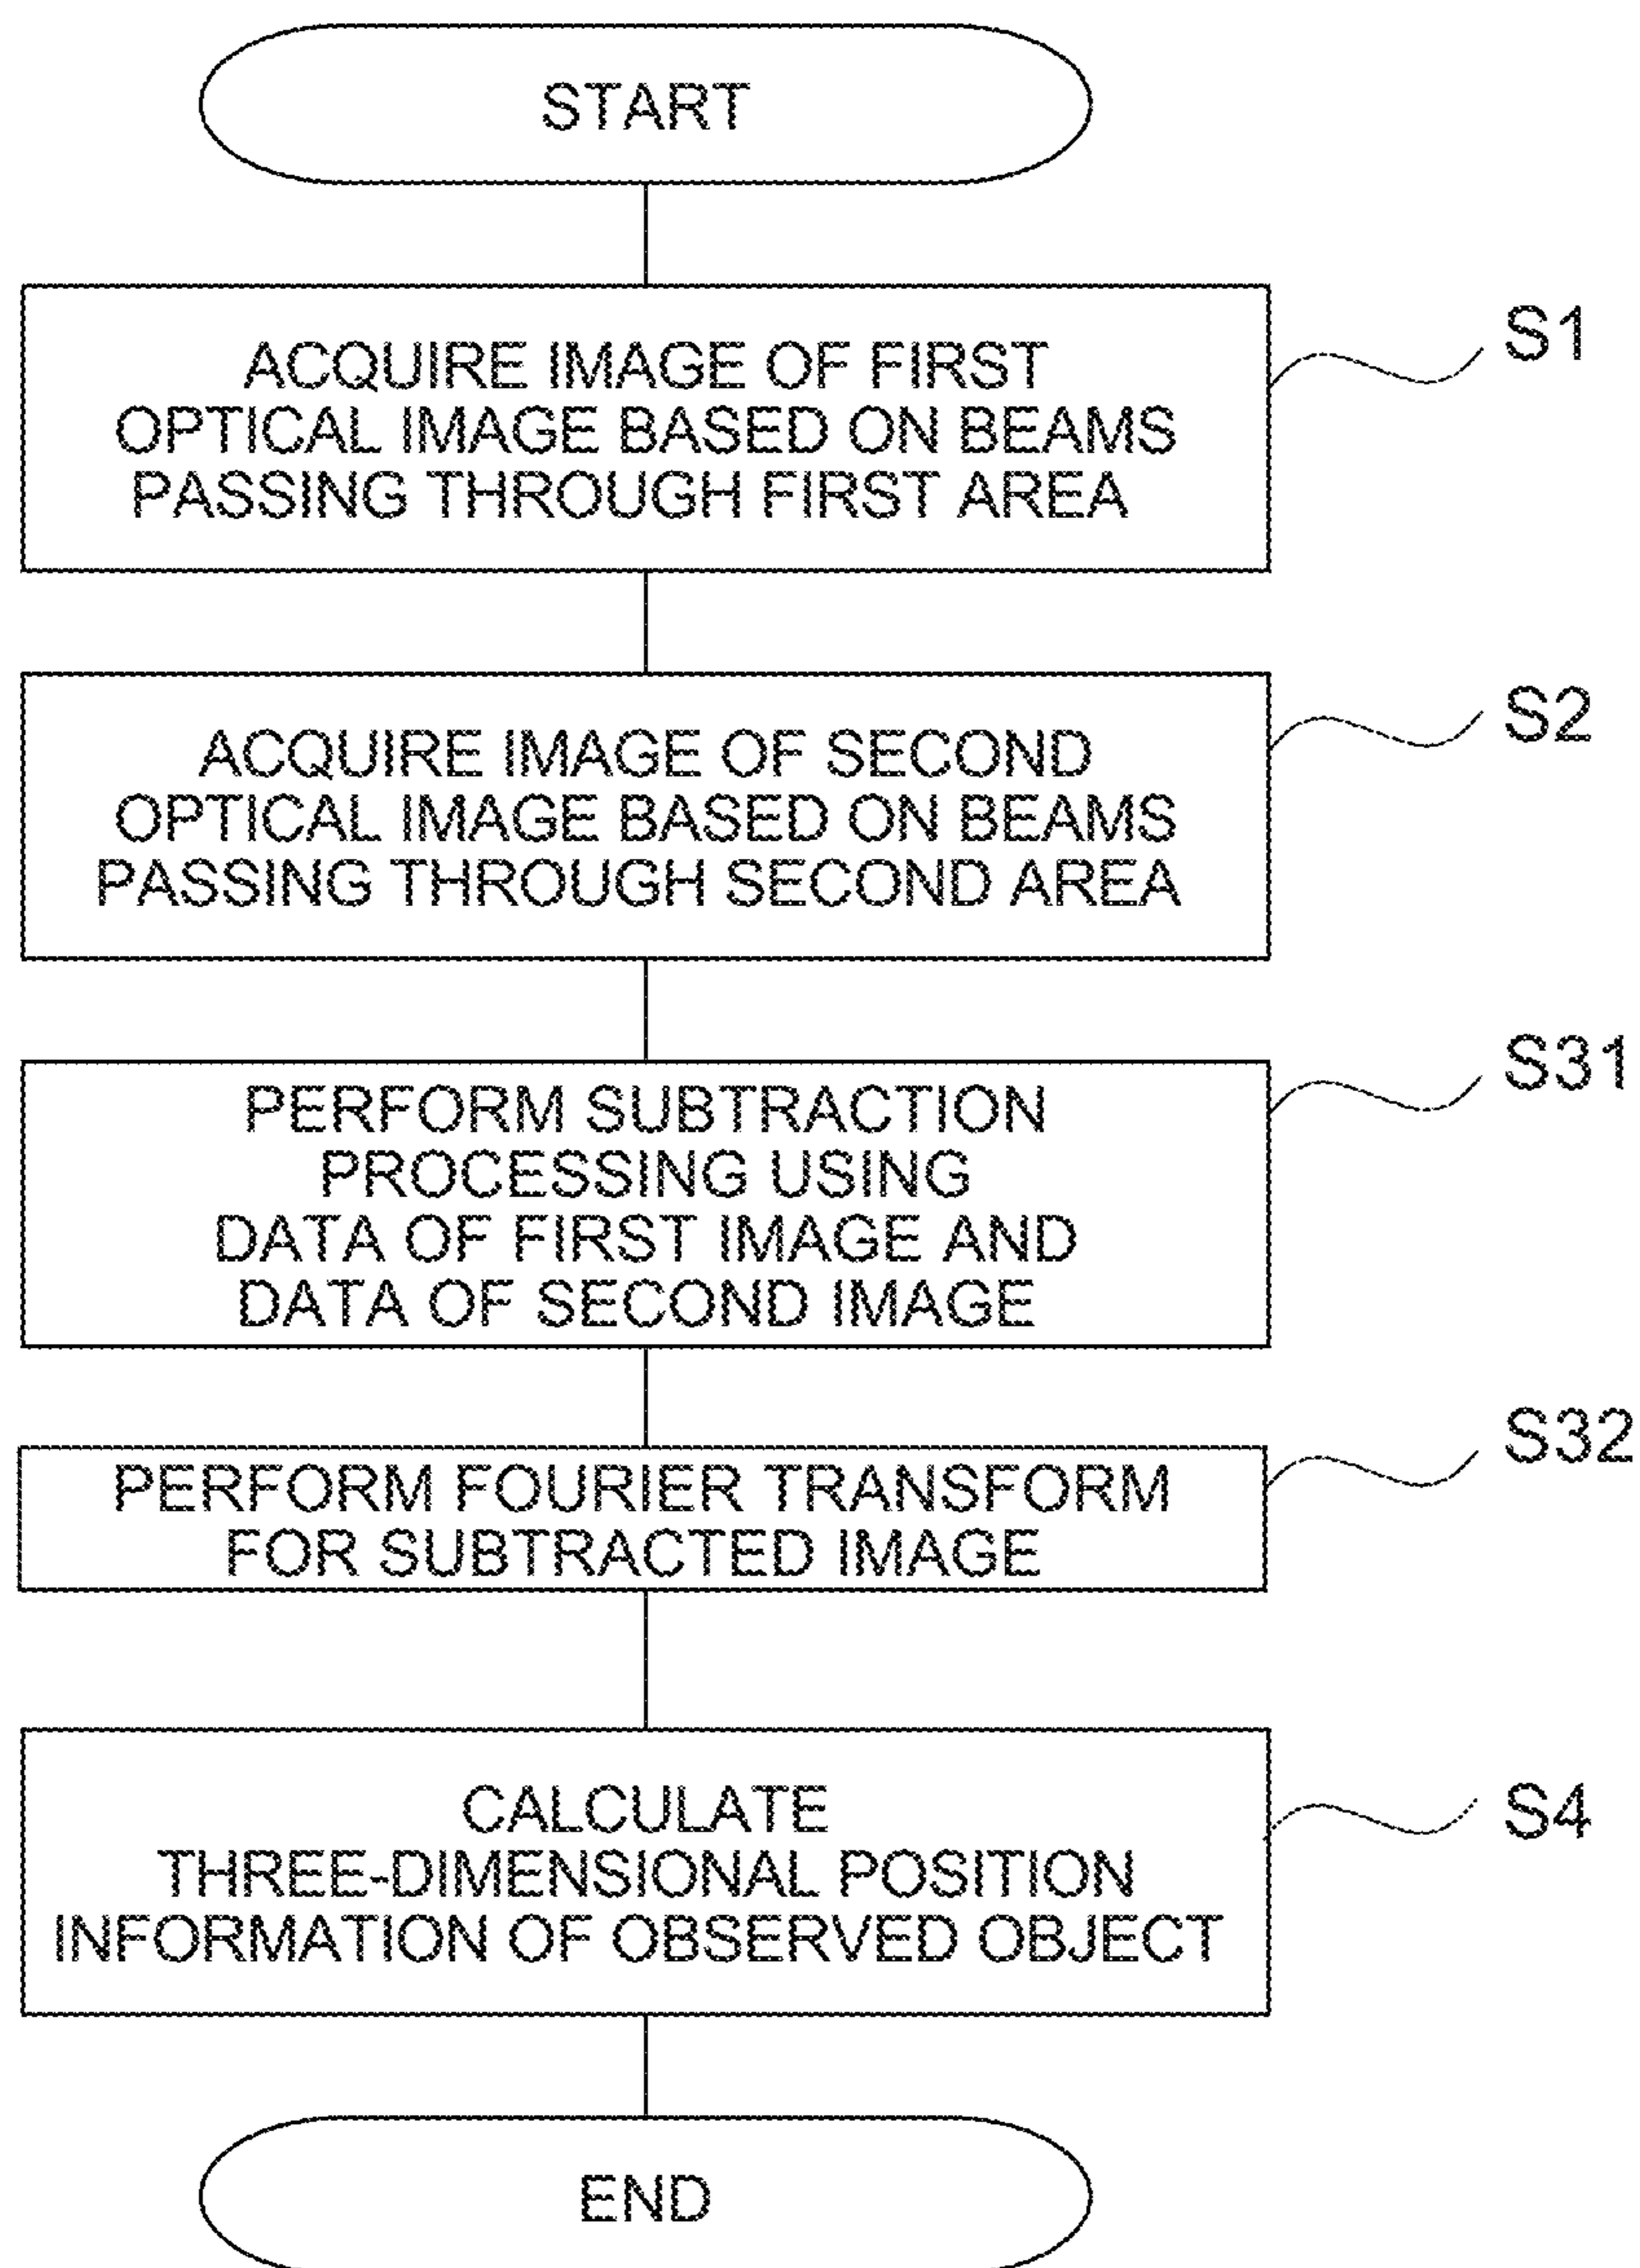 START
ACQUIRE IMAGE OF FIRST
OPTICAL IMAGE BASED ON BEAMS
PASSING THROUGH FIRST AREA
S1
ACQUIRE IMAGE OF SECOND
OPTICAL IMAGE BASED ON BEAMS
PASSING THROUGH SECOND AREA
S2
PERFORM SUBTRACTION
PROCESSING USING
DATA OF FIRST IMAGE AND
DATA OF SECOND IMAGE
S31
PERFORM FOURIER TRANSFORM
FOR SUBTRACTED IMAGE
S32
CALCULATE
THREE-DIMENSIONAL POSITION
INFORMATION OF OBSERVED OBJECT
S4
END